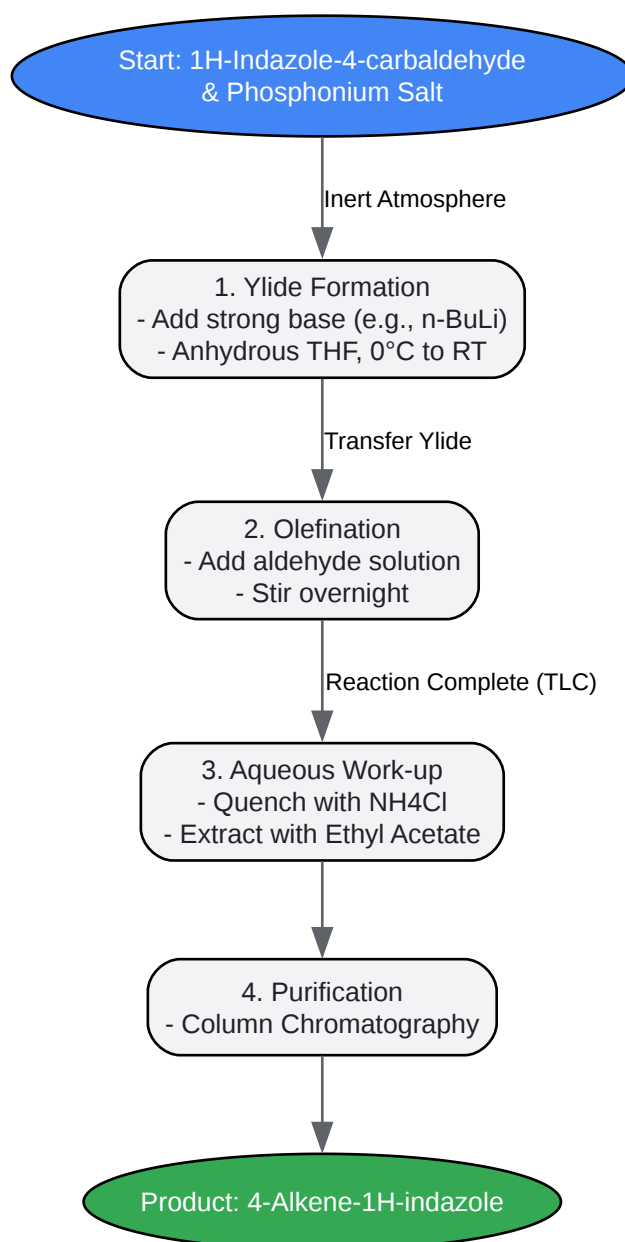 Start: 1H-Indazole-4-carbaldehyde
& Phosphonium Salt
Inert Atmosphere
1. Ylide Formation
- Add strong base (e.g., n-BuLi)
- Anhydrous THF, 0°C to RT
Transfer Ylide
2. Olefination
- Add aldehyde solution
- Stir overnight
Reaction Complete (TLC)
3. Aqueous Work-up
- Quench with NH4Cl
- Extract with Ethyl Acetate
4. Purification
- Column Chromatography
Product: 4-Alkene-1H-indazole